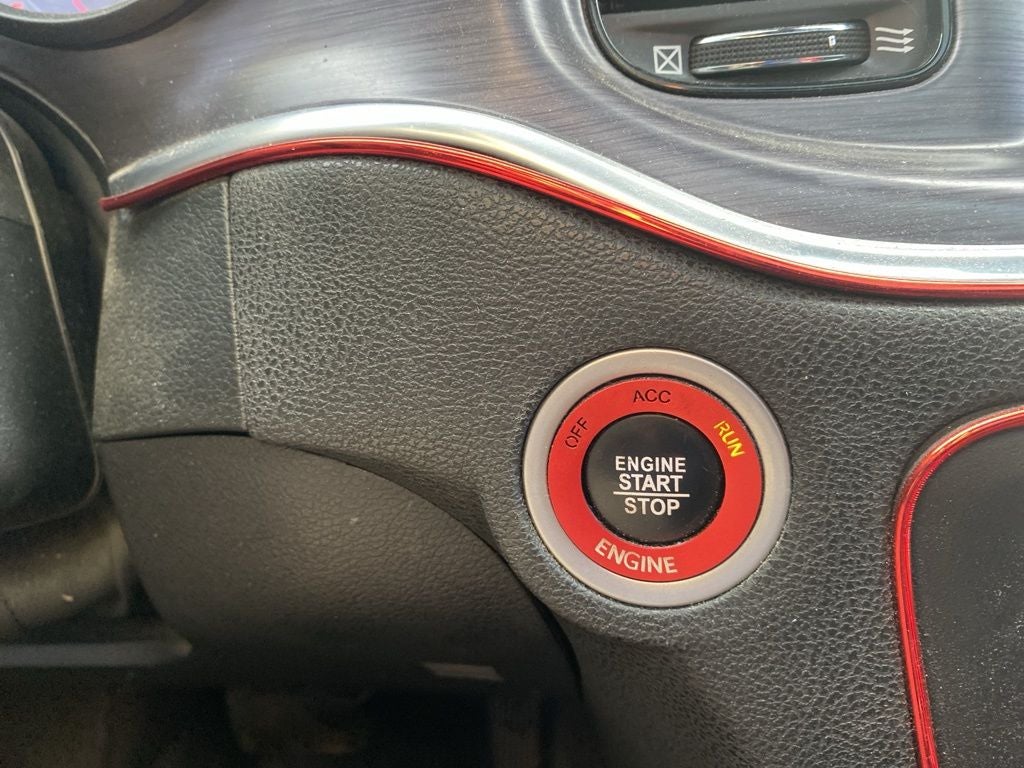 OFF
ACC
RUN
ENGINE
START
STOP
ENGINE